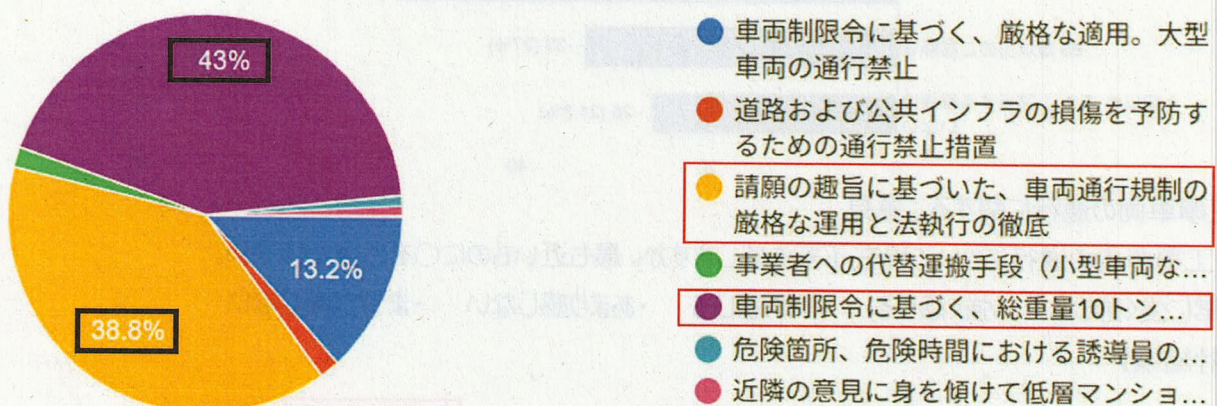 43%
13.2%
38.8%
車両制限令に基づく、厳格な適用。大型
車両の通行禁止
道路および公共インフラの損傷を予防す
るための通行禁止措置
請願の趣旨に基づいた、車両通行規制の
厳格な運用と法執行の徹底
事業者への代替運搬手段（小型車両な...
車両制限令に基づき、総重量10トン...
危険箇所、危険時間における誘導員の...
近隣の意見に身を傾けて低層マンショ...